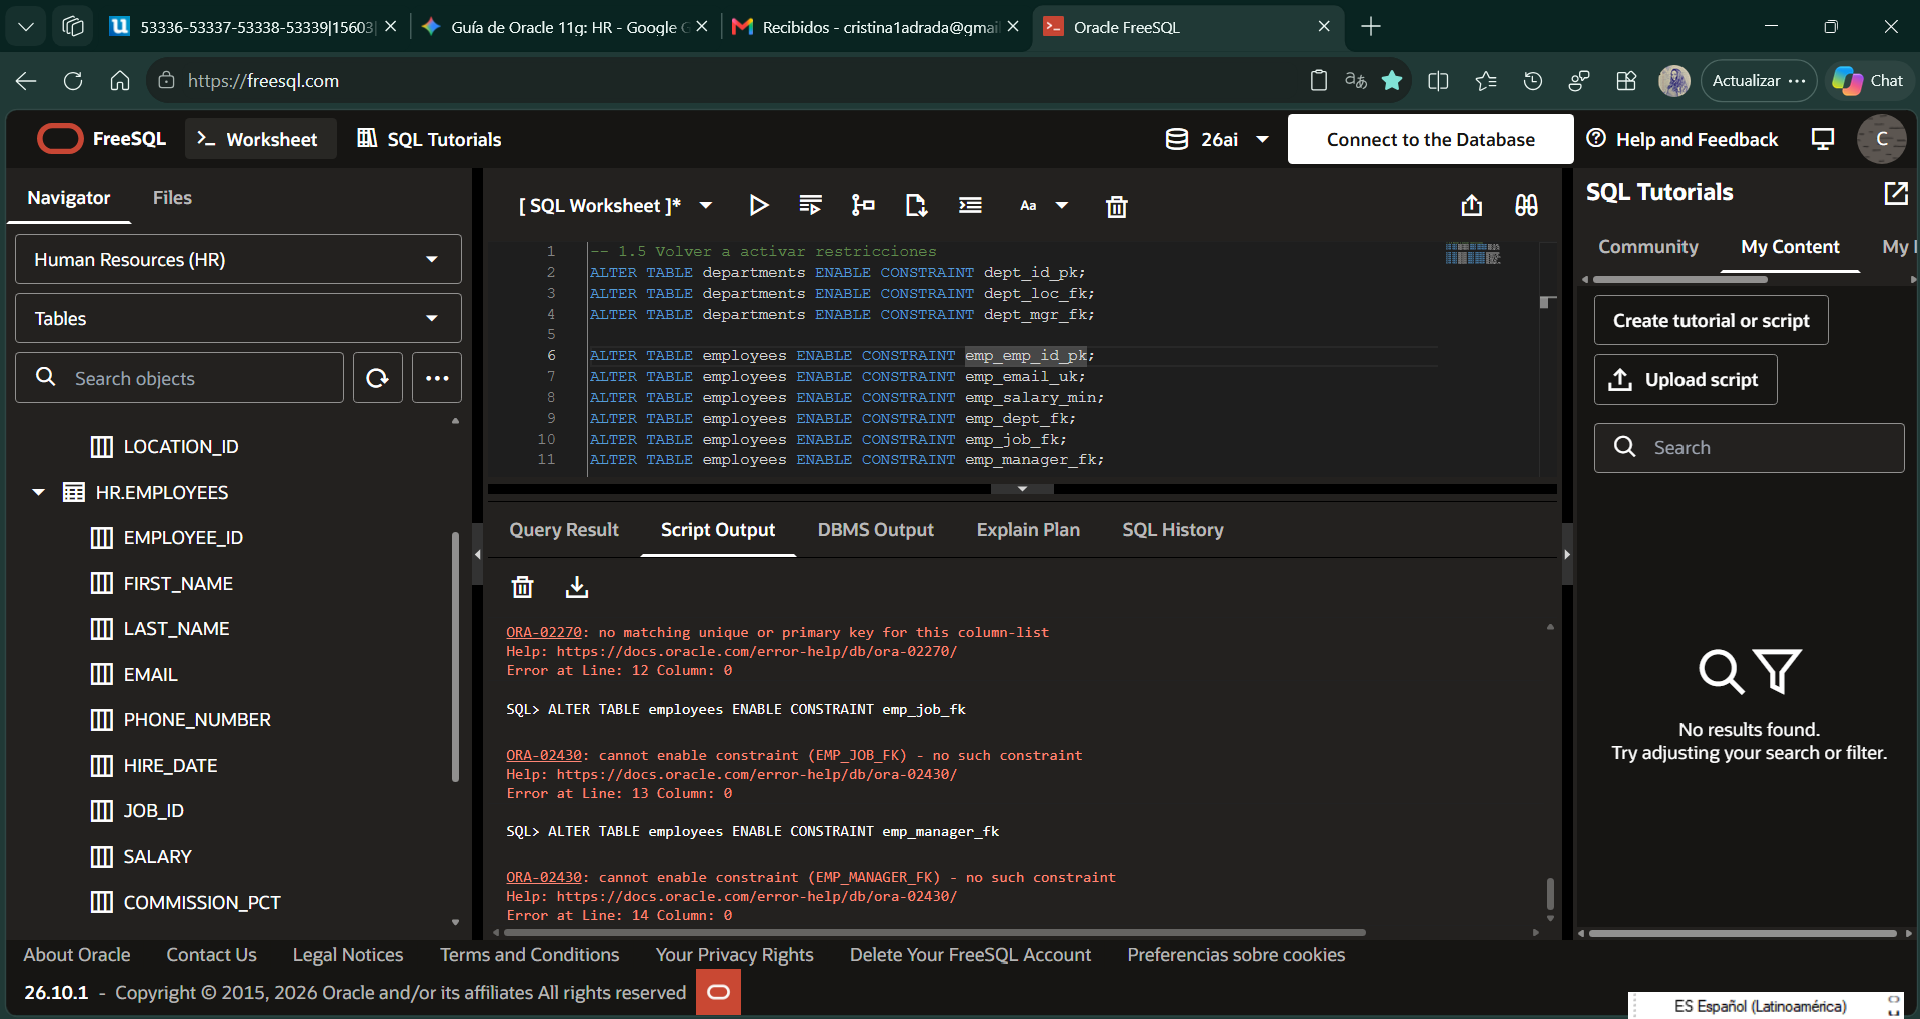 53336-53337-53338-53339|15603|
Guía de Oracle 11g: HR - Google G
Recibidos - cristina1adrada@gmai
Oracle FreeSQL
https://freesql.com
Actualizar
Chat
FreeSQL
Worksheet
SQL Tutorials
26ai
Connect to the Database
Help and Feedback
C
Navigator
Files
Human Resources (HR)
Tables
Search objects
LOCATION_ID
HR.EMPLOYEES
EMPLOYEE_ID
FIRST_NAME
LAST_NAME
EMAIL
PHONE_NUMBER
HIRE_DATE
JOB_ID
SALARY
COMMISSION_PCT
[ SQL Worksheet ]*
Aa
1 -- 1.5 Volver a activar restricciones
2 ALTER TABLE departments ENABLE CONSTRAINT dept_id_pk;
3 ALTER TABLE departments ENABLE CONSTRAINT dept_loc_fk;
4 ALTER TABLE departments ENABLE CONSTRAINT dept_mgr_fk;
5
6 ALTER TABLE employees ENABLE CONSTRAINT emp_emp_id_pk;
7 ALTER TABLE employees ENABLE CONSTRAINT emp_email_uk;
8 ALTER TABLE employees ENABLE CONSTRAINT emp_salary_min;
9 ALTER TABLE employees ENABLE CONSTRAINT emp_dept_fk;
10 ALTER TABLE employees ENABLE CONSTRAINT emp_job_fk;
11 ALTER TABLE employees ENABLE CONSTRAINT emp_manager_fk;
Query Result
Script Output
DBMS Output
Explain Plan
SQL History
ORA-02270: no matching unique or primary key for this column-list
Help: https://docs.oracle.com/error-help/db/ora-02270/
Error at Line: 12 Column: 0
SQL> ALTER TABLE employees ENABLE CONSTRAINT emp_job_fk
ORA-02430: cannot enable constraint (EMP_JOB_FK) - no such constraint
Help: https://docs.oracle.com/error-help/db/ora-02430/
Error at Line: 13 Column: 0
SQL> ALTER TABLE employees ENABLE CONSTRAINT emp_manager_fk
ORA-02430: cannot enable constraint (EMP_MANAGER_FK) - no such constraint
Help: https://docs.oracle.com/error-help/db/ora-02430/
Error at Line: 14 Column: 0
SQL Tutorials
Community
My Content
My
Create tutorial or script
Upload script
Search
No results found.
Try adjusting your search or filter.
About Oracle
Contact Us
Legal Notices
Terms and Conditions
Your Privacy Rights
Delete Your FreeSQL Account
Preferencias sobre cookies
26.10.1 - Copyright © 2015, 2026 Oracle and/or its affiliates All rights reserved
ES Español (Latinoamérica)